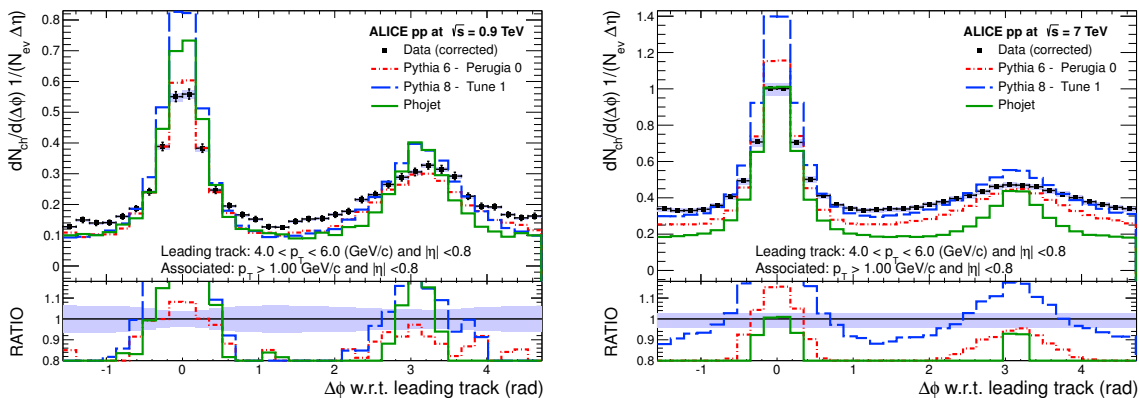 dN_ch/d(Δϕ) 1/(N_ev Δη)
0.8
0.7
0.6
0.5
0.4
0.3
0.2
0.1
0
ALICE pp at √s = 0.9 TeV
Data (corrected)
Pythia 6 - Perugia 0
Pythia 8 - Tune 1
Phojet
Leading track: 4.0 < p_T < 6.0 (GeV/c) and |η| <0.8
Associated: p_T > 1.00 GeV/c and |η| <0.8
RATIO
1.1
1
0.9
0.8
-1 0 1 2 3 4
Δϕ w.r.t. leading track (rad)
dN_ch/d(Δϕ) 1/(N_ev Δη)
1.4
1.2
1.0
0.8
0.6
0.4
0.2
0
ALICE pp at √s = 7 TeV
Data (corrected)
Pythia 6 - Perugia 0
Pythia 8 - Tune 1
Phojet
Leading track: 4.0 < p_T < 6.0 (GeV/c) and |η| <0.8
Associated: p_T > 1.00 GeV/c and |η| <0.8
RATIO
1.1
1
0.9
0.8
-1 0 1 2 3 4
Δϕ w.r.t. leading track (rad)